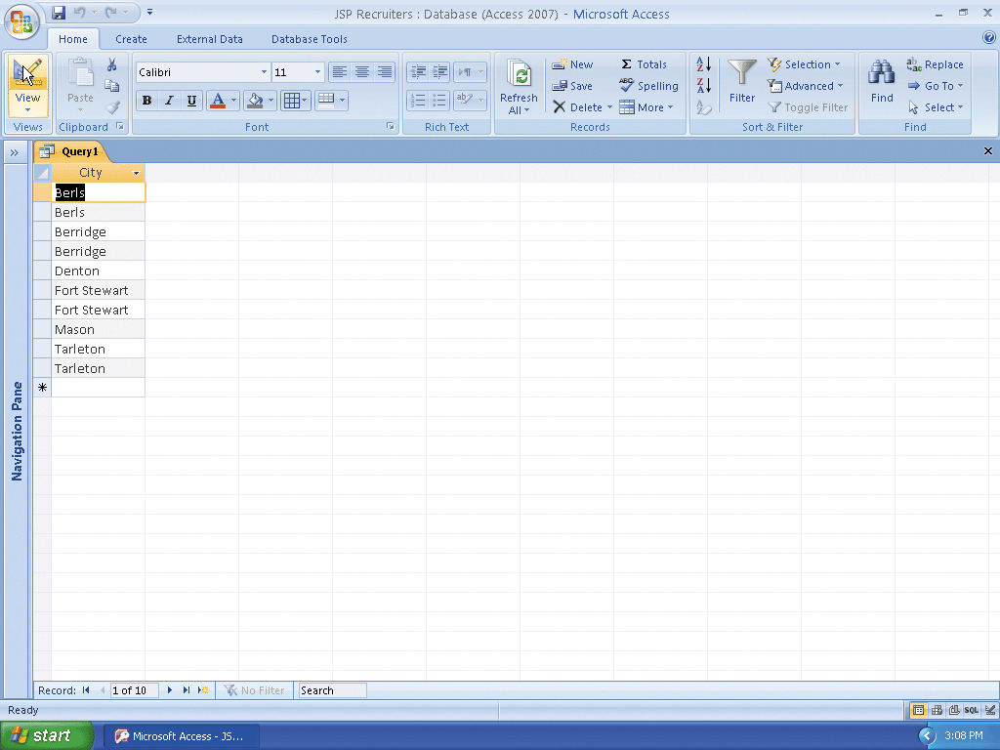 JSP Recruiters : Database (Access 2007) - Microsoft Access
Home Create External Data Database Tools
View
Views
Paste
Clipboard
Calibri 11
B I U A
Font
Rich Text
Refresh
All
New
Save
Delete
Totals
Spelling
More
Records
Filter
Selection
Advanced
Toggle Filter
Sort & Filter
Find
Replace
Go To
Select
Find
Query1
City
Berls
Berls
Berridge
Berridge
Denton
Fort Stewart
Fort Stewart
Mason
Tarleton
Tarleton
Navigation Pane
Record: 1 of 10 No Filter Search
Ready SQL
start Microsoft Access - JS... 3:08 PM